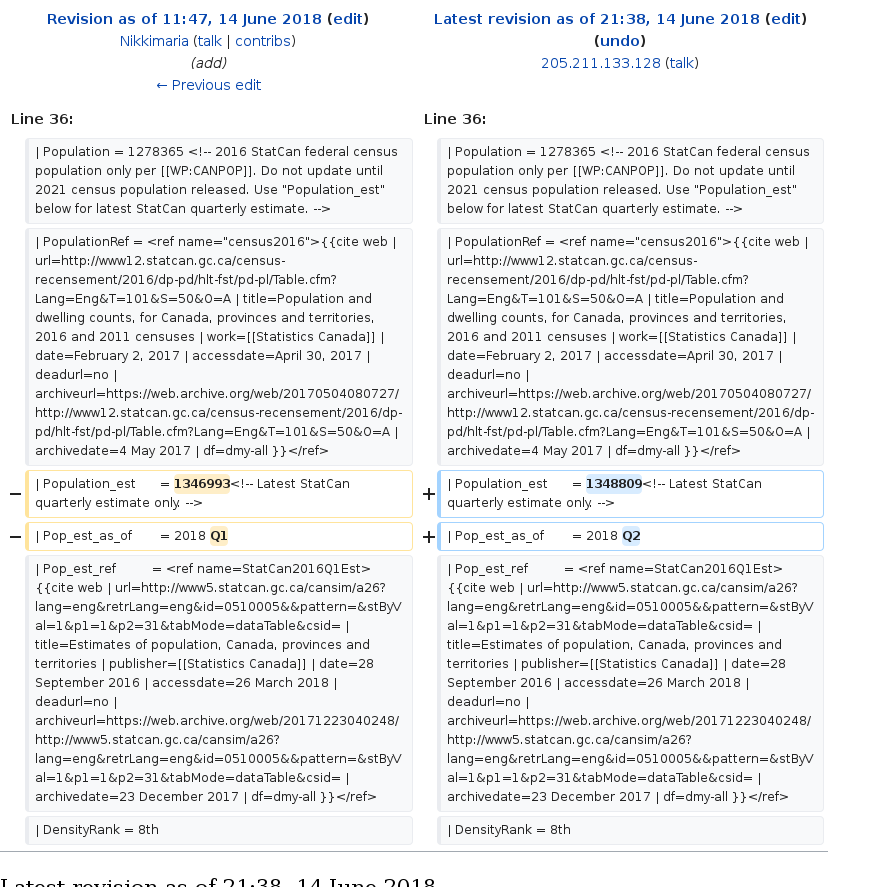 Revision as of 11:47, 14 June 2018 (edit)
Nikkimaria (talk | contribs)
(add)
← Previous edit
Latest revision as of 21:38, 14 June 2018 (edit)
(undo)
205.211.133.128 (talk)
Line 36:
Line 36:
| Population = 1278365 <!-- 2016 StatCan federal census
population only per [[WP:CANPOP]]. Do not update until
2021 census population released. Use "Population_est"
below for latest StatCan quarterly estimate. -->
| Population = 1278365 <!-- 2016 StatCan federal census
population only per [[WP:CANPOP]]. Do not update until
2021 census population released. Use "Population_est"
below for latest StatCan quarterly estimate. -->
| PopulationRef = <ref name="census2016">{{cite web |
url=http://www12.statcan.gc.ca/census-
recensement/2016/dp-pd/hlt-fst/pd-pl/Table.cfm?
Lang=Eng&T=101&S=50&O=A | title=Population and
dwelling counts, for Canada, provinces and territories,
2016 and 2011 censuses | work=[[Statistics Canada]] |
date=February 2, 2017 | accessdate=April 30, 2017 |
deadurl=no |
archiveurl=https://web.archive.org/web/20170504080727/
http://www12.statcan.gc.ca/census-recensement/2016/dp-
pd/hlt-fst/pd-pl/Table.cfm?Lang=Eng&T=101&S=50&O=A |
archivedate=4 May 2017 | df=dmy-all }}</ref>
| PopulationRef = <ref name="census2016">{{cite web |
url=http://www12.statcan.gc.ca/census-
recensement/2016/dp-pd/hlt-fst/pd-pl/Table.cfm?
Lang=Eng&T=101&S=50&O=A | title=Population and
dwelling counts, for Canada, provinces and territories,
2016 and 2011 censuses | work=[[Statistics Canada]] |
date=February 2, 2017 | accessdate=April 30, 2017 |
deadurl=no |
archiveurl=https://web.archive.org/web/20170504080727/
http://www12.statcan.gc.ca/census-recensement/2016/dp-
pd/hlt-fst/pd-pl/Table.cfm?Lang=Eng&T=101&S=50&O=A |
archivedate=4 May 2017 | df=dmy-all }}</ref>
− | Population_est = 1346993<!-- Latest StatCan
quarterly estimate only. -->
+ | Population_est = 1348809<!-- Latest StatCan
quarterly estimate only. -->
− | Pop_est_as_of = 2018 Q1
+ | Pop_est_as_of = 2018 Q2
| Pop_est_ref = <ref name=StatCan2016Q1Est>
{{cite web | url=http://www5.statcan.gc.ca/cansim/a26?
lang=eng&retrLang=eng&id=0510005&&pattern=&stByV
al=1&p1=1&p2=31&tabMode=dataTable&csid= |
title=Estimates of population, Canada, provinces and
territories | publisher=[[Statistics Canada]] | date=28
September 2016 | accessdate=26 March 2018 |
deadurl=no |
archiveurl=https://web.archive.org/web/20171223040248/
http://www5.statcan.gc.ca/cansim/a26?
lang=eng&retrLang=eng&id=0510005&&pattern=&stByV
al=1&p1=1&p2=31&tabMode=dataTable&csid= |
archivedate=23 December 2017 | df=dmy-all }}</ref>
| Pop_est_ref = <ref name=StatCan2016Q1Est>
{{cite web | url=http://www5.statcan.gc.ca/cansim/a26?
lang=eng&retrLang=eng&id=0510005&&pattern=&stByV
al=1&p1=1&p2=31&tabMode=dataTable&csid= |
title=Estimates of population, Canada, provinces and
territories | publisher=[[Statistics Canada]] | date=28
September 2016 | accessdate=26 March 2018 |
deadurl=no |
archiveurl=https://web.archive.org/web/20171223040248/
http://www5.statcan.gc.ca/cansim/a26?
lang=eng&retrLang=eng&id=0510005&&pattern=&stByV
al=1&p1=1&p2=31&tabMode=dataTable&csid= |
archivedate=23 December 2017 | df=dmy-all }}</ref>
| DensityRank = 8th
| DensityRank = 8th
Latest revision as of 21:38, 14 June 2018